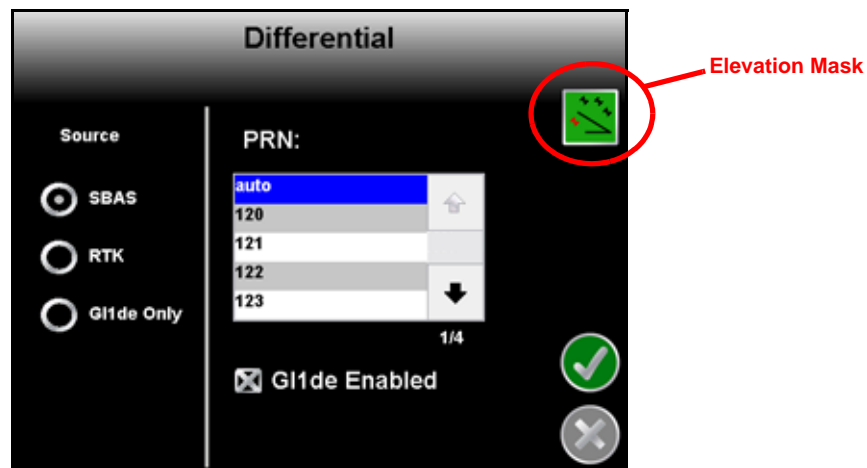 Differential
Elevation Mask
Source
SBAS
RTK
Gl1de Only
PRN:
auto
120
121
122
123
1/4
Gl1de Enabled